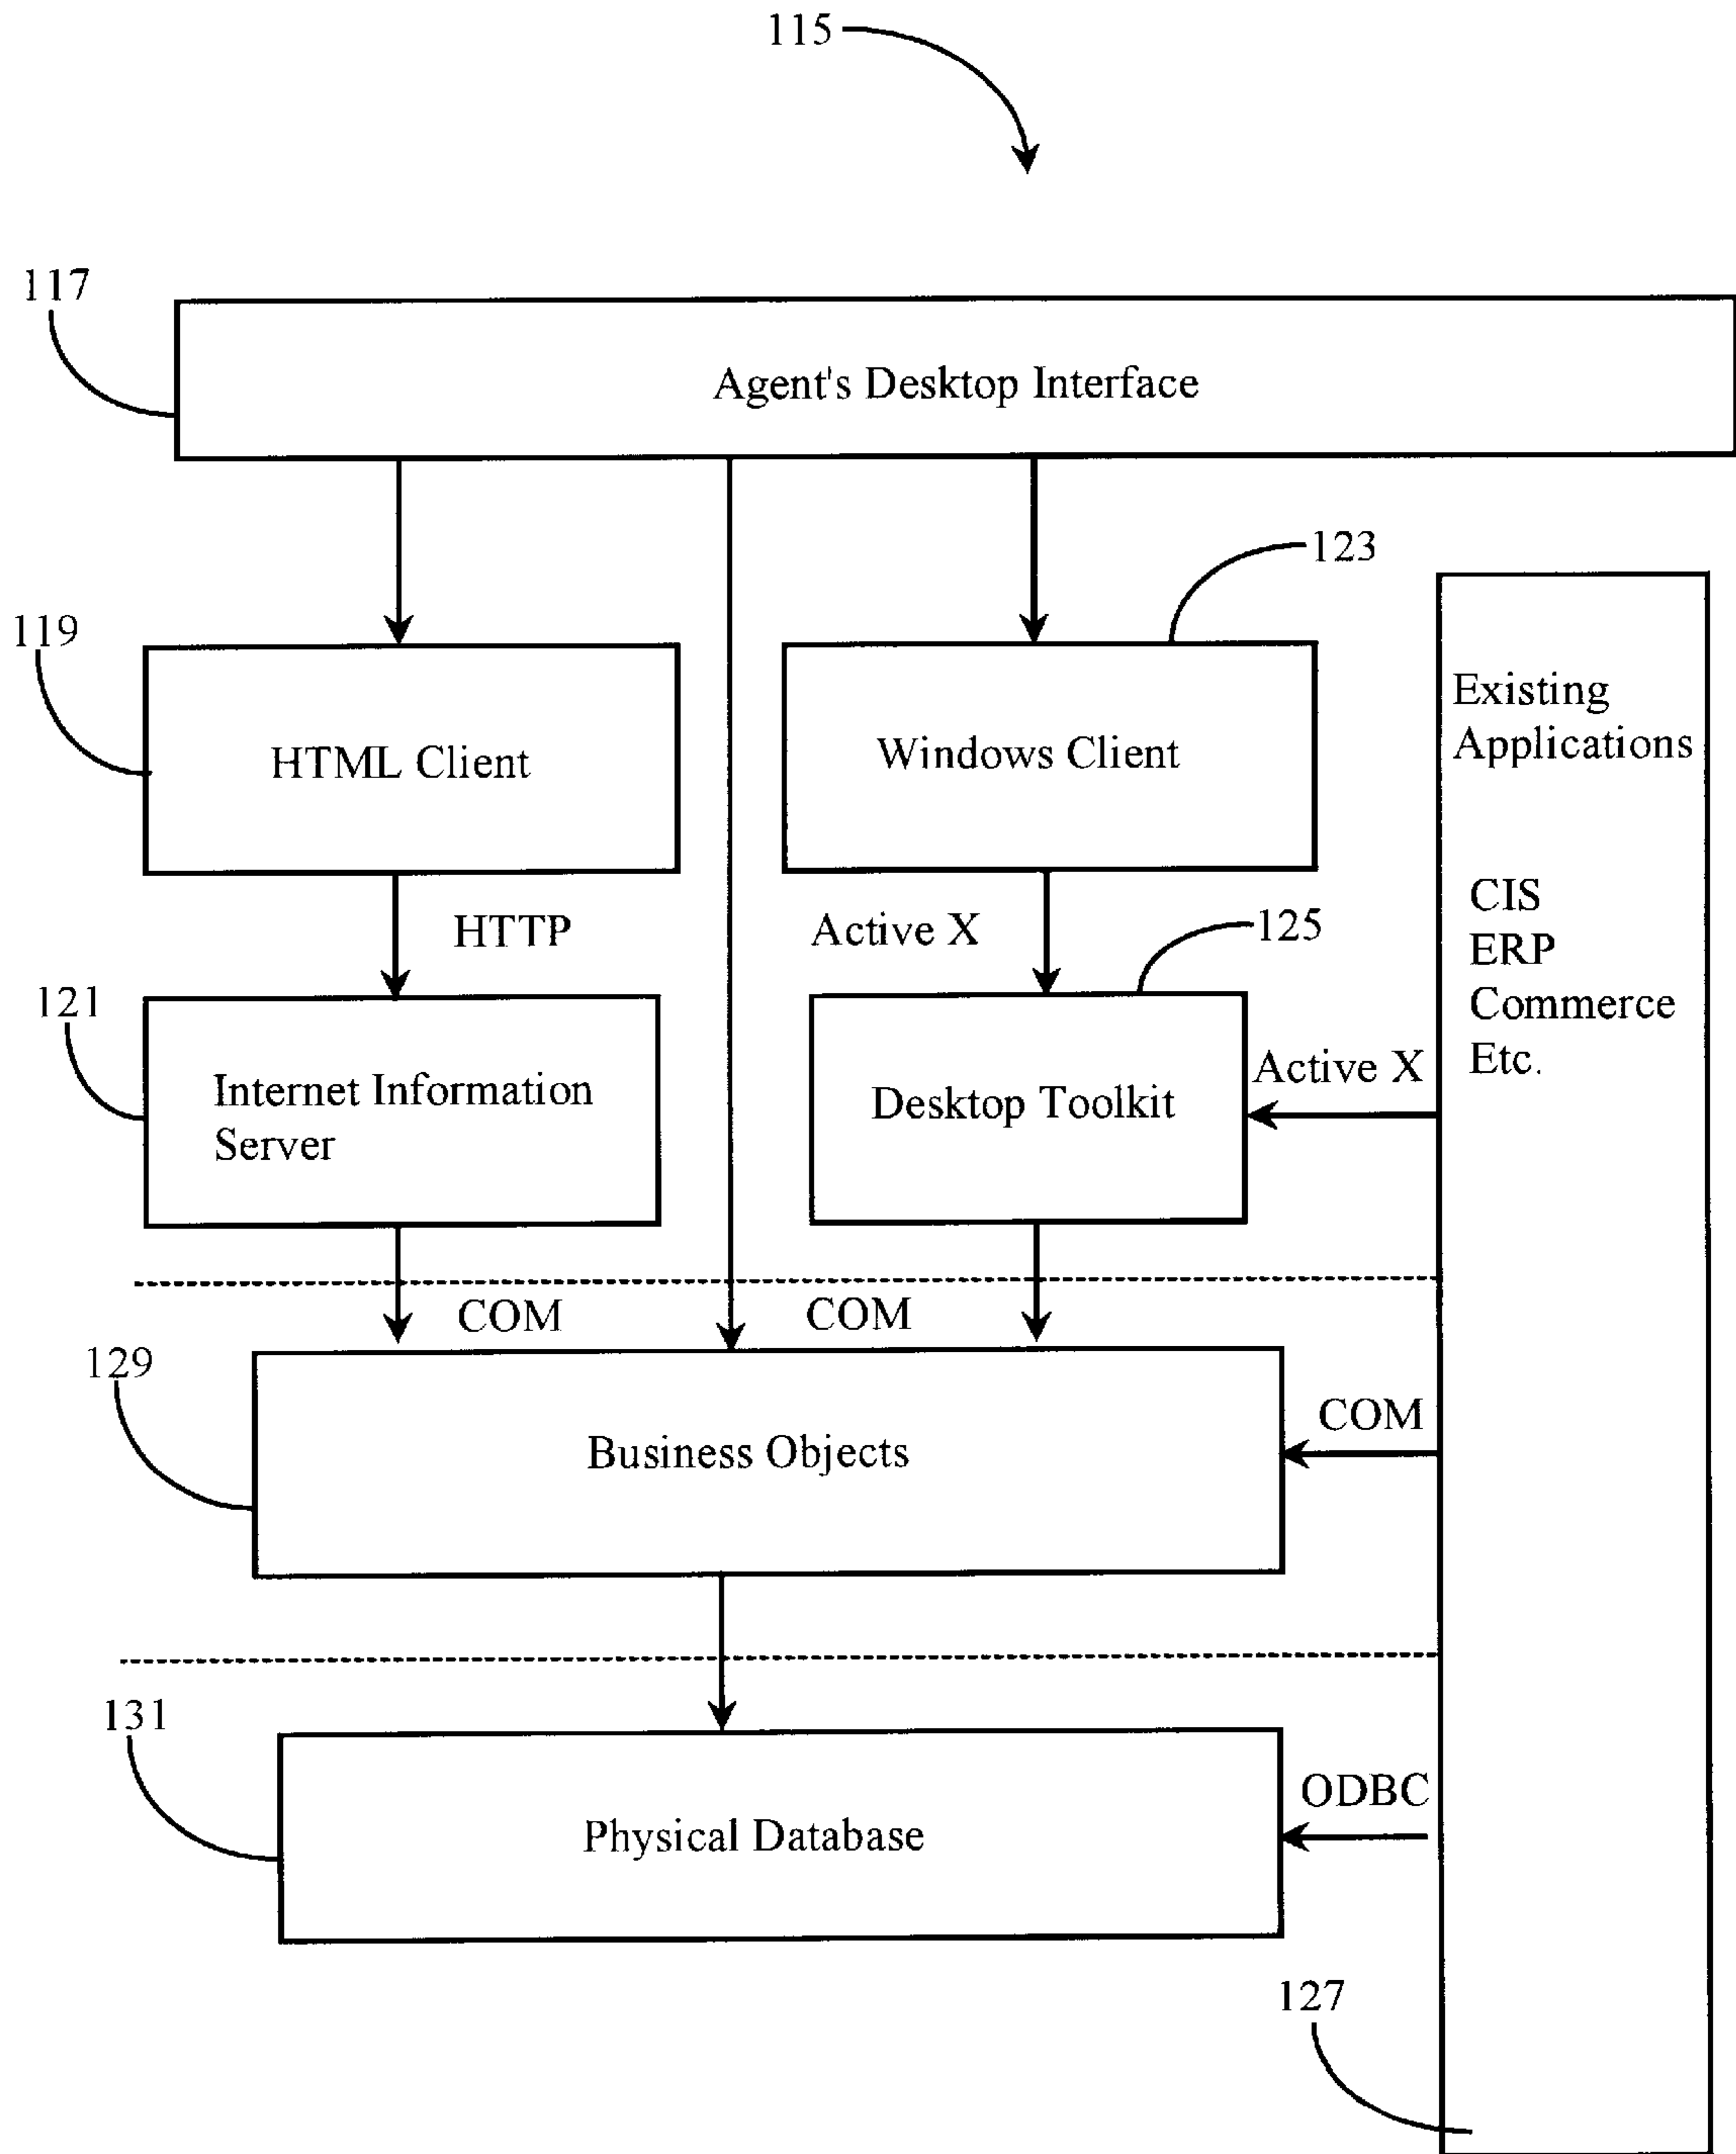 115
117
Agent's Desktop Interface
123
119
HTML Client
Windows Client
Existing
Applications
CIS
ERP
Commerce
Etc.
HTTP
Active X
125
121
Internet Information
Server
Desktop Toolkit
Active X
COM
COM
129
Business Objects
COM
131
Physical Database
ODBC
127